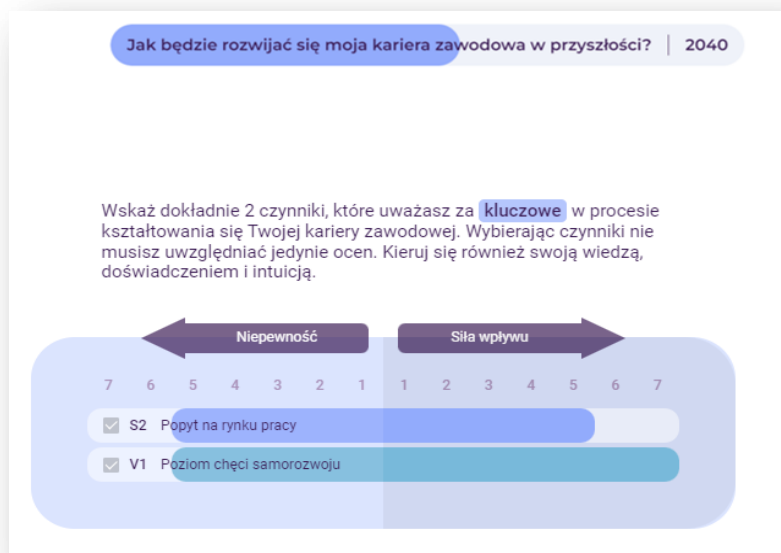 Jak będzie rozwijać się moja kariera zawodowa w przyszłości? | 2040
Wskaż dokładnie 2 czynniki, które uważasz za kluczowe w procesie
kształtowania się Twojej kariery zawodowej. Wybierając czynniki nie
musisz uwzględniać jedynie ocen. Kieruj się również swoją wiedzą,
doświadczeniem i intuicją.
Niepewność Siła wpływu
7 6 5 4 3 2 1 1 2 3 4 5 6 7
S2 Popyt na rynku pracy
V1 Poziom chęci samorozwoju